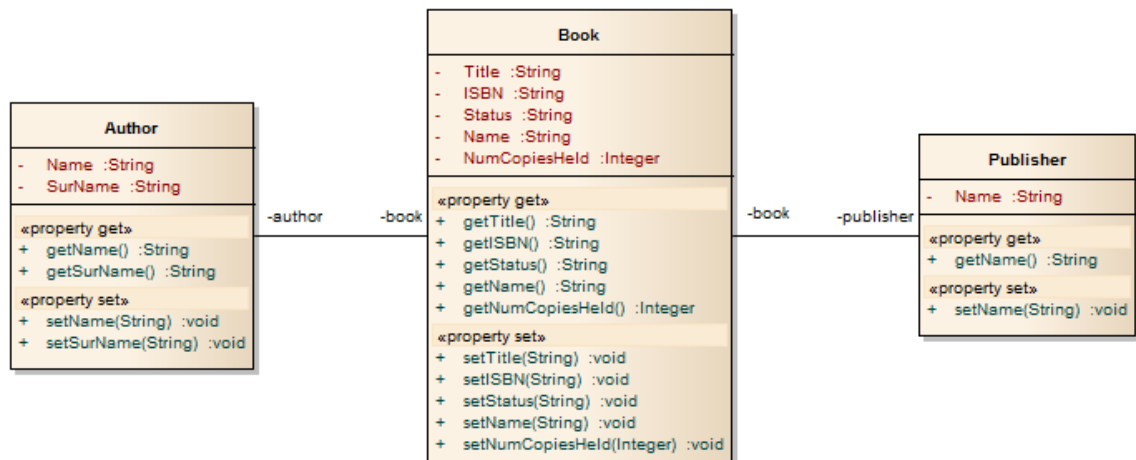 Author
- Name :String
- SurName :String
«property get»
+ getName() :String
+ getSurName() :String
«property set»
+ setName(String) :void
+ setSurName(String) :void
-author
-book
Book
- Title :String
- ISBN :String
- Status :String
- Name :String
- NumCopiesHeld :Integer
«property get»
+ getTitle() :String
+ getISBN() :String
+ getStatus() :String
+ getName() :String
+ getNumCopiesHeld() :Integer
«property set»
+ setTitle(String) :void
+ setISBN(String) :void
+ setStatus(String) :void
+ setName(String) :void
+ setNumCopiesHeld(Integer) :void
-book
-publisher
Publisher
- Name :String
«property get»
+ getName() :String
«property set»
+ setName(String) :void